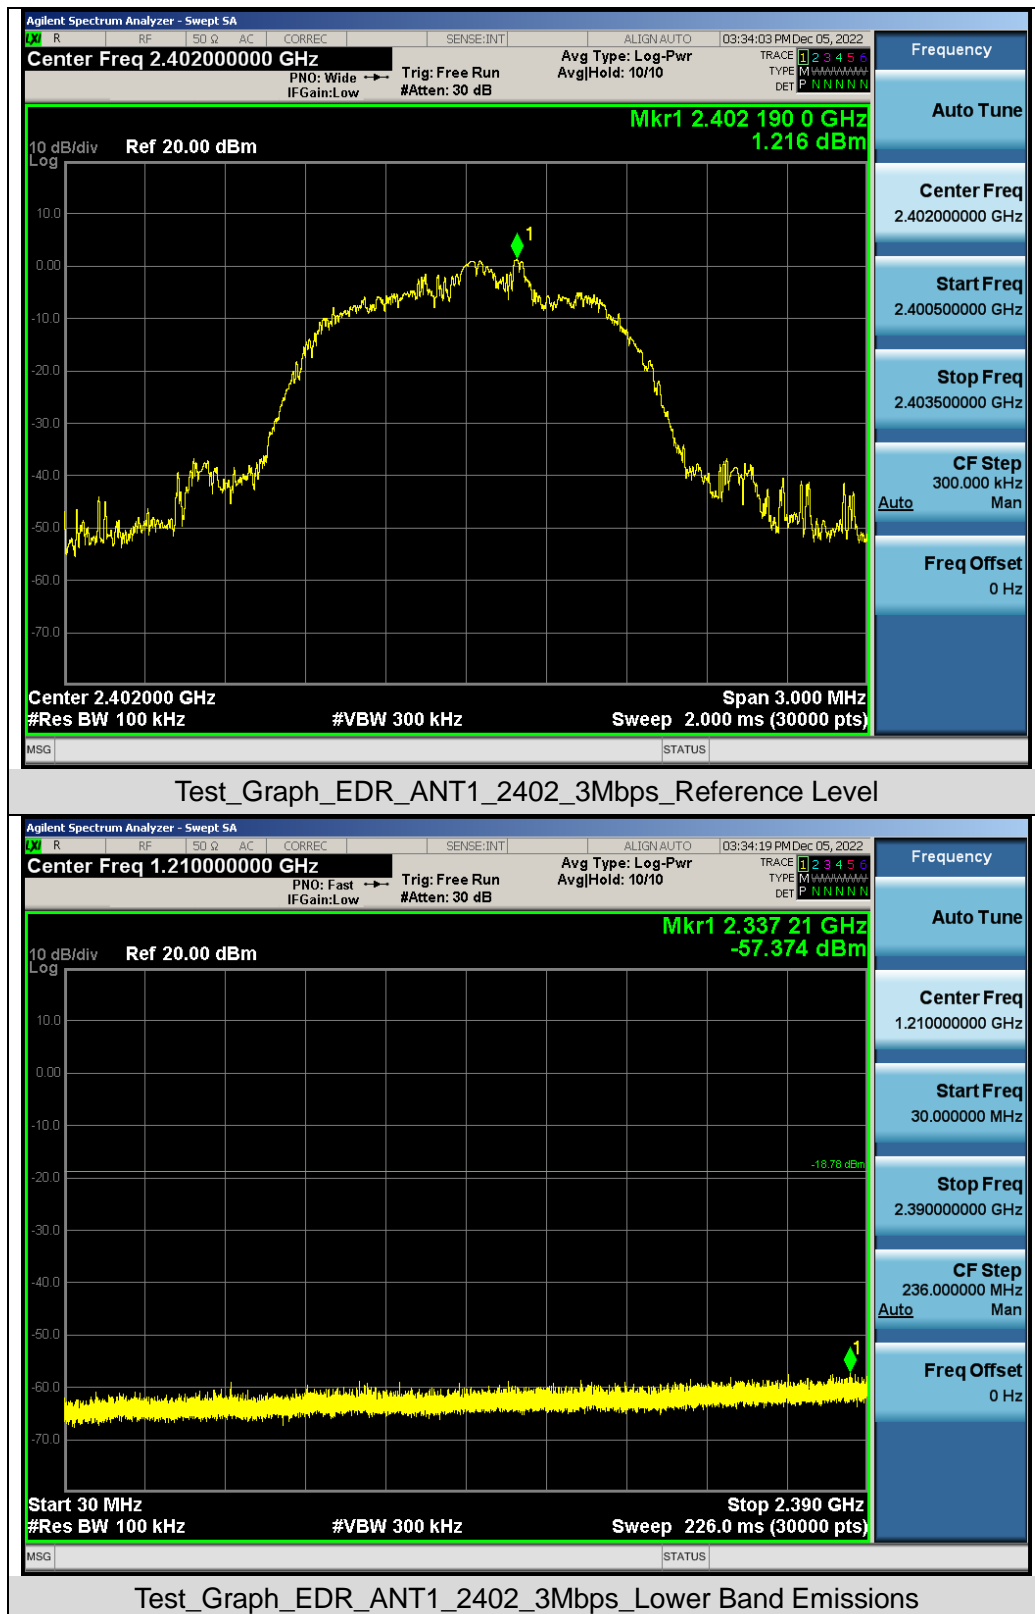 Agilent Spectrum Analyzer - Swept SA
LXI R RF 50 Ω AC CORREC SENSE:INT ALIGN AUTO 03:34:03 PM Dec 05, 2022
Center Freq 2.402000000 GHz
PNO: Wide
IFGain:Low
Trig: Free Run
#Atten: 30 dB
Avg Type: Log-Pwr
Avg|Hold: 10/10
TRACE 1 2 3 4 5 6
TYPE M WWWWW
DET P N N N N N
Mkr1 2.402 190 0 GHz
1.216 dBm
10 dB/div Ref 20.00 dBm
Log
10.0
0.00
-10.0
-20.0
-30.0
-40.0
-50.0
-60.0
-70.0
1
Center 2.402000 GHz Span 3.000 MHz
#Res BW 100 kHz #VBW 300 kHz Sweep 2.000 ms (30000 pts)
MSG STATUS
Frequency
Auto Tune
Center Freq
2.402000000 GHz
Start Freq
2.400500000 GHz
Stop Freq
2.403500000 GHz
CF Step
300.000 kHz
Auto Man
Freq Offset
0 Hz
Test_Graph_EDR_ANT1_2402_3Mbps_Reference Level
Agilent Spectrum Analyzer - Swept SA
LXI R RF 50 Ω AC CORREC SENSE:INT ALIGN AUTO 03:34:19 PM Dec 05, 2022
Center Freq 1.210000000 GHz
PNO: Fast
IFGain:Low
Trig: Free Run
#Atten: 30 dB
Avg Type: Log-Pwr
Avg|Hold: 10/10
TRACE 1 2 3 4 5 6
TYPE M WWWWW
DET P N N N N N
Mkr1 2.337 21 GHz
-57.374 dBm
10 dB/div Ref 20.00 dBm
Log
10.0
0.00
-10.0
-18.78 dBm
-20.0
-30.0
-40.0
-50.0
-60.0
-70.0
1
Start 30 MHz Stop 2.390 GHz
#Res BW 100 kHz #VBW 300 kHz Sweep 226.0 ms (30000 pts)
MSG STATUS
Frequency
Auto Tune
Center Freq
1.210000000 GHz
Start Freq
30.000000 MHz
Stop Freq
2.390000000 GHz
CF Step
236.000000 MHz
Auto Man
Freq Offset
0 Hz
Test_Graph_EDR_ANT1_2402_3Mbps_Lower Band Emissions